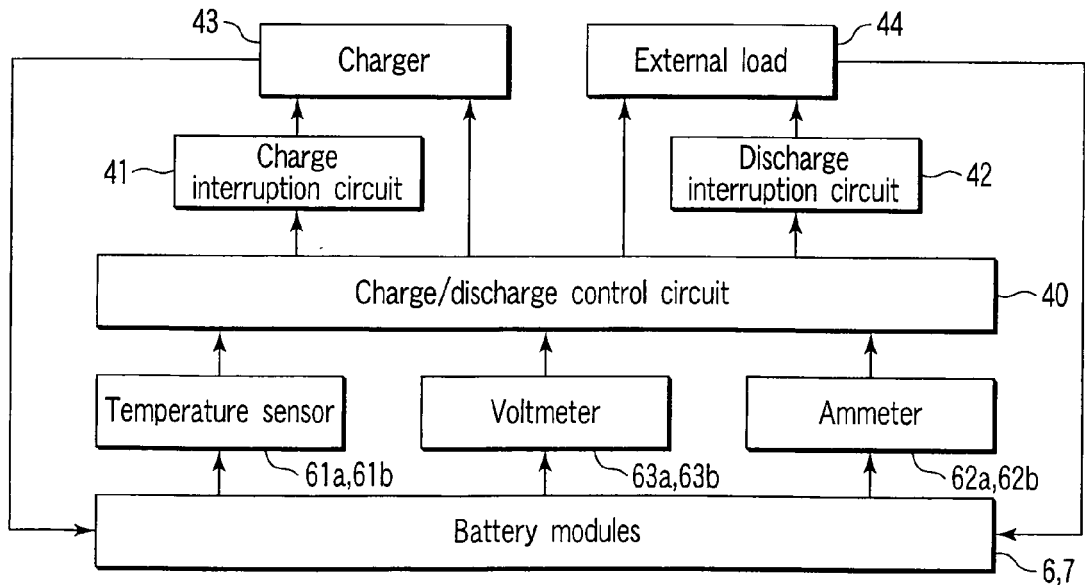 43
Charger
External load
44
41
Charge
interruption circuit
Discharge
interruption circuit
42
Charge/discharge control circuit
40
Temperature sensor
61a,61b
Voltmeter
63a,63b
Ammeter
62a,62b
Battery modules
6,7